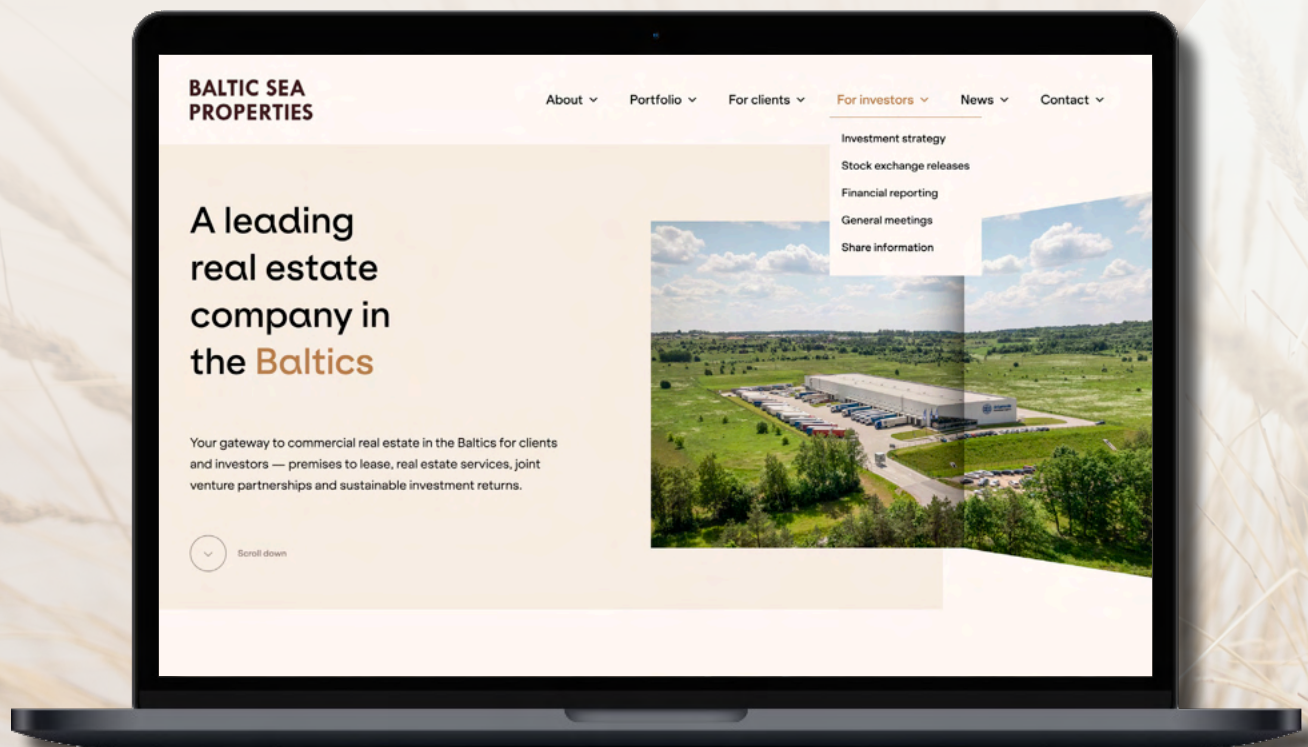 BALTIC SEA
PROPERTIES
About
Portfolio
For clients
For investors
News
Contact
Investment strategy
Stock exchange releases
Financial reporting
General meetings
Share information
A leading
real estate
company in
the Baltics
Your gateway to commercial real estate in the Baltics for clients
and investors — premises to lease, real estate services, joint
venture partnerships and sustainable investment returns.
Scroll down